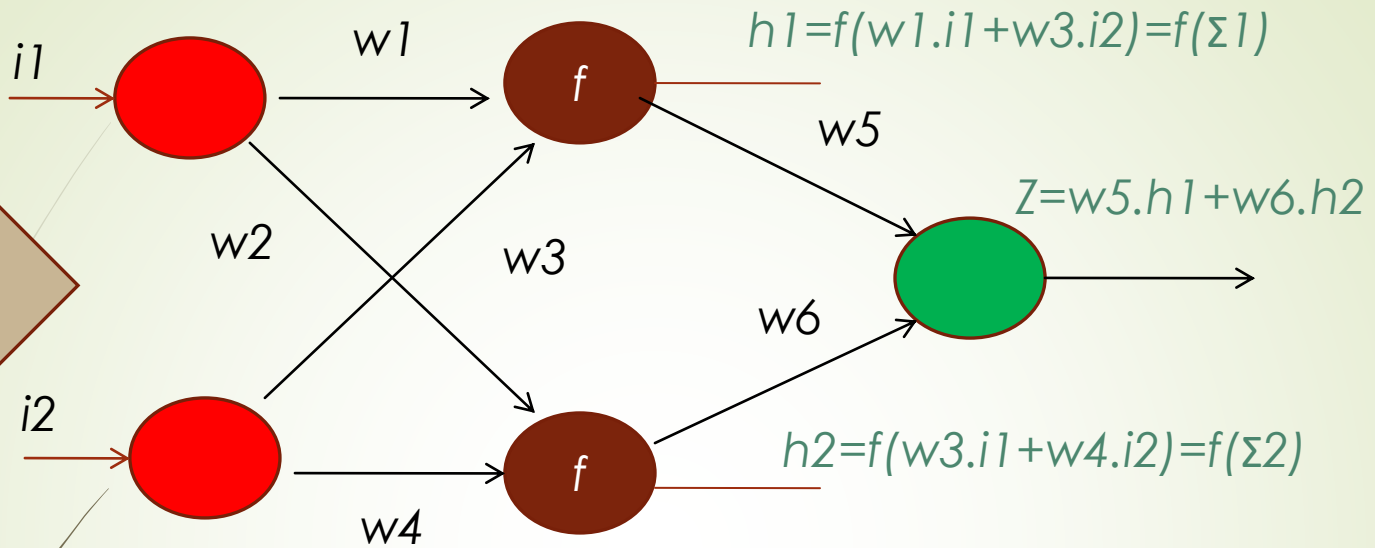 h1=f(w1.i1+w3.i2)=f(Σ1)
w1
i1
f
w5
Z=w5.h1+w6.h2
w2
w3
w6
i2
h2=f(w3.i1+w4.i2)=f(Σ2)
f
w4